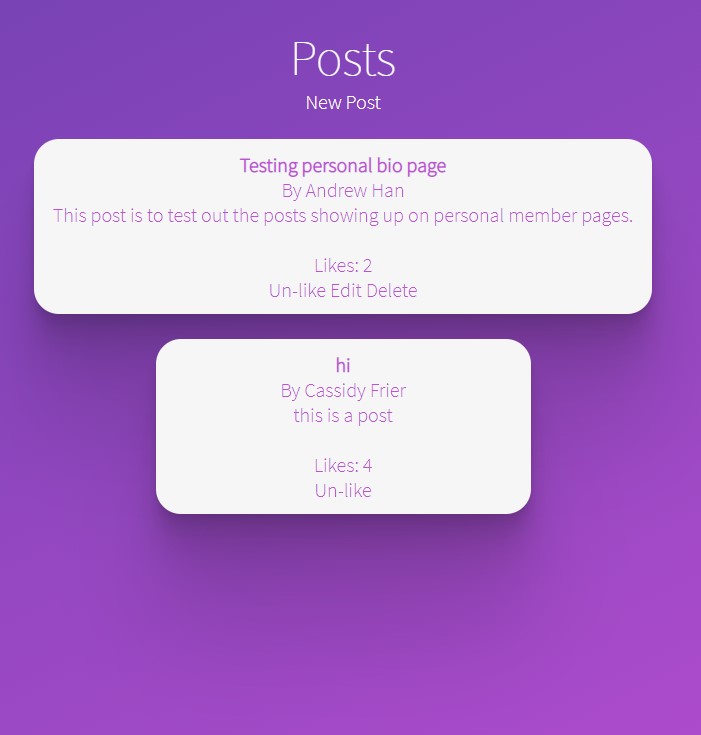 Posts
New Post
Testing personal bio page
By Andrew Han
This post is to test out the posts showing up on personal member pages.
Likes: 2
Un-like Edit Delete
hi
By Cassidy Frier
this is a post
Likes: 4
Un-like